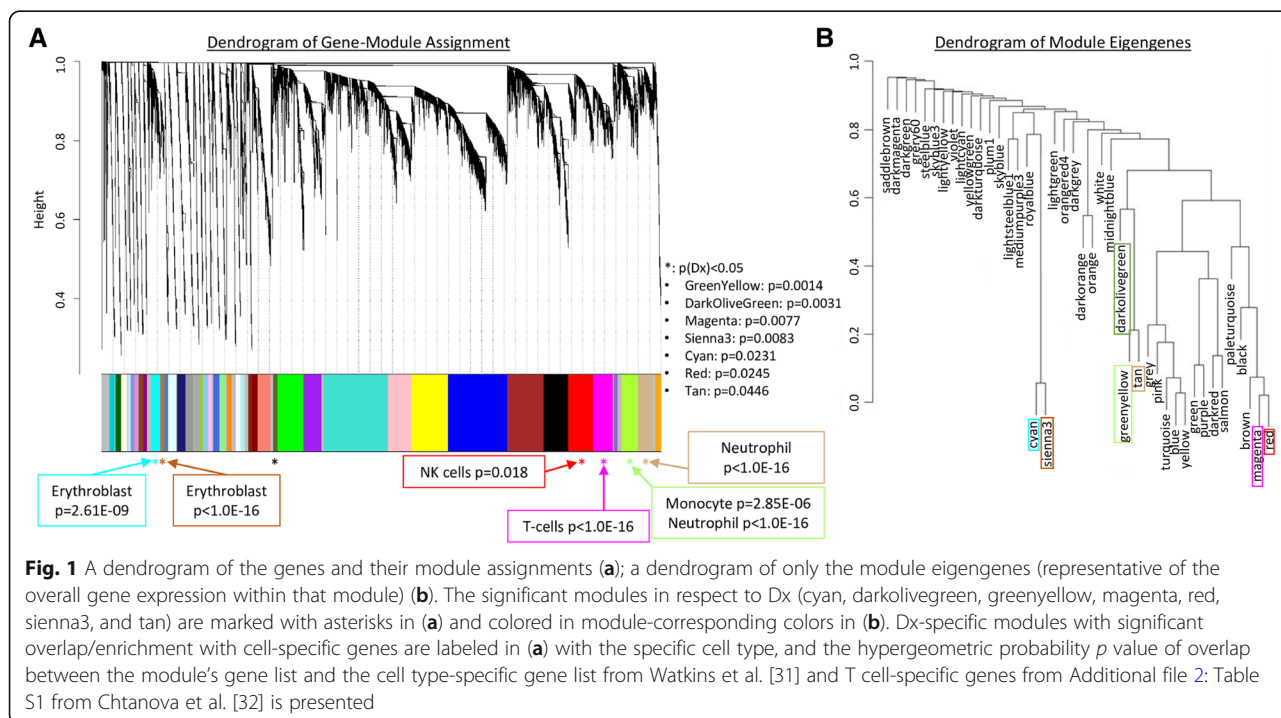 A
Dendrogram of Gene-Module Assignment
Height
1.0
0.8
0.6
0.4
*: p(Dx)<0.05
• GreenYellow: p=0.0014
• DarkOliveGreen: p=0.0031
• Magenta: p=0.0077
• Sienna3: p=0.0083
• Cyan: p=0.0231
• Red: p=0.0245
• Tan: p=0.0446
* * * * * * *
Erythroblast
p=2.61E-09
Erythroblast
p<1.0E-16
NK cells p=0.018
T-cells p<1.0E-16
Monocyte p=2.85E-06
Neutrophil p<1.0E-16
Neutrophil
p<1.0E-16
B
Dendrogram of Module Eigengenes
1.0
0.8
0.6
0.4
0.2
0.0
saddlebrown
darkmagenta
darkgreen
grey60
steelblue
skyblue3
lightyellow
violet
lightcyan
yellowgreen
darkturquoise
plum1
skyblue
lightsteelblue1
mediumpurple3
royalblue
cyan
sienna3
lightgreen
orangered4
darkgrey
darkorange
orange
white
midnightblue
darkolivegreen
greenyellow
tan
grey
pink
turquoise
blue
yellow
green
purple
darkred
salmon
paleturquoise
black
brown
magenta
red
Fig. 1 A dendrogram of the genes and their module assignments (a); a dendrogram of only the module eigengenes (representative of the
overall gene expression within that module) (b). The significant modules in respect to Dx (cyan, darkolivegreen, greenyellow, magenta, red,
sienna3, and tan) are marked with asterisks in (a) and colored in module-corresponding colors in (b). Dx-specific modules with significant
overlap/enrichment with cell-specific genes are labeled in (a) with the specific cell type, and the hypergeometric probability p value of overlap
between the module's gene list and the cell type-specific gene list from Watkins et al. [31] and T cell-specific genes from Additional file 2: Table
S1 from Chtanova et al. [32] is presented